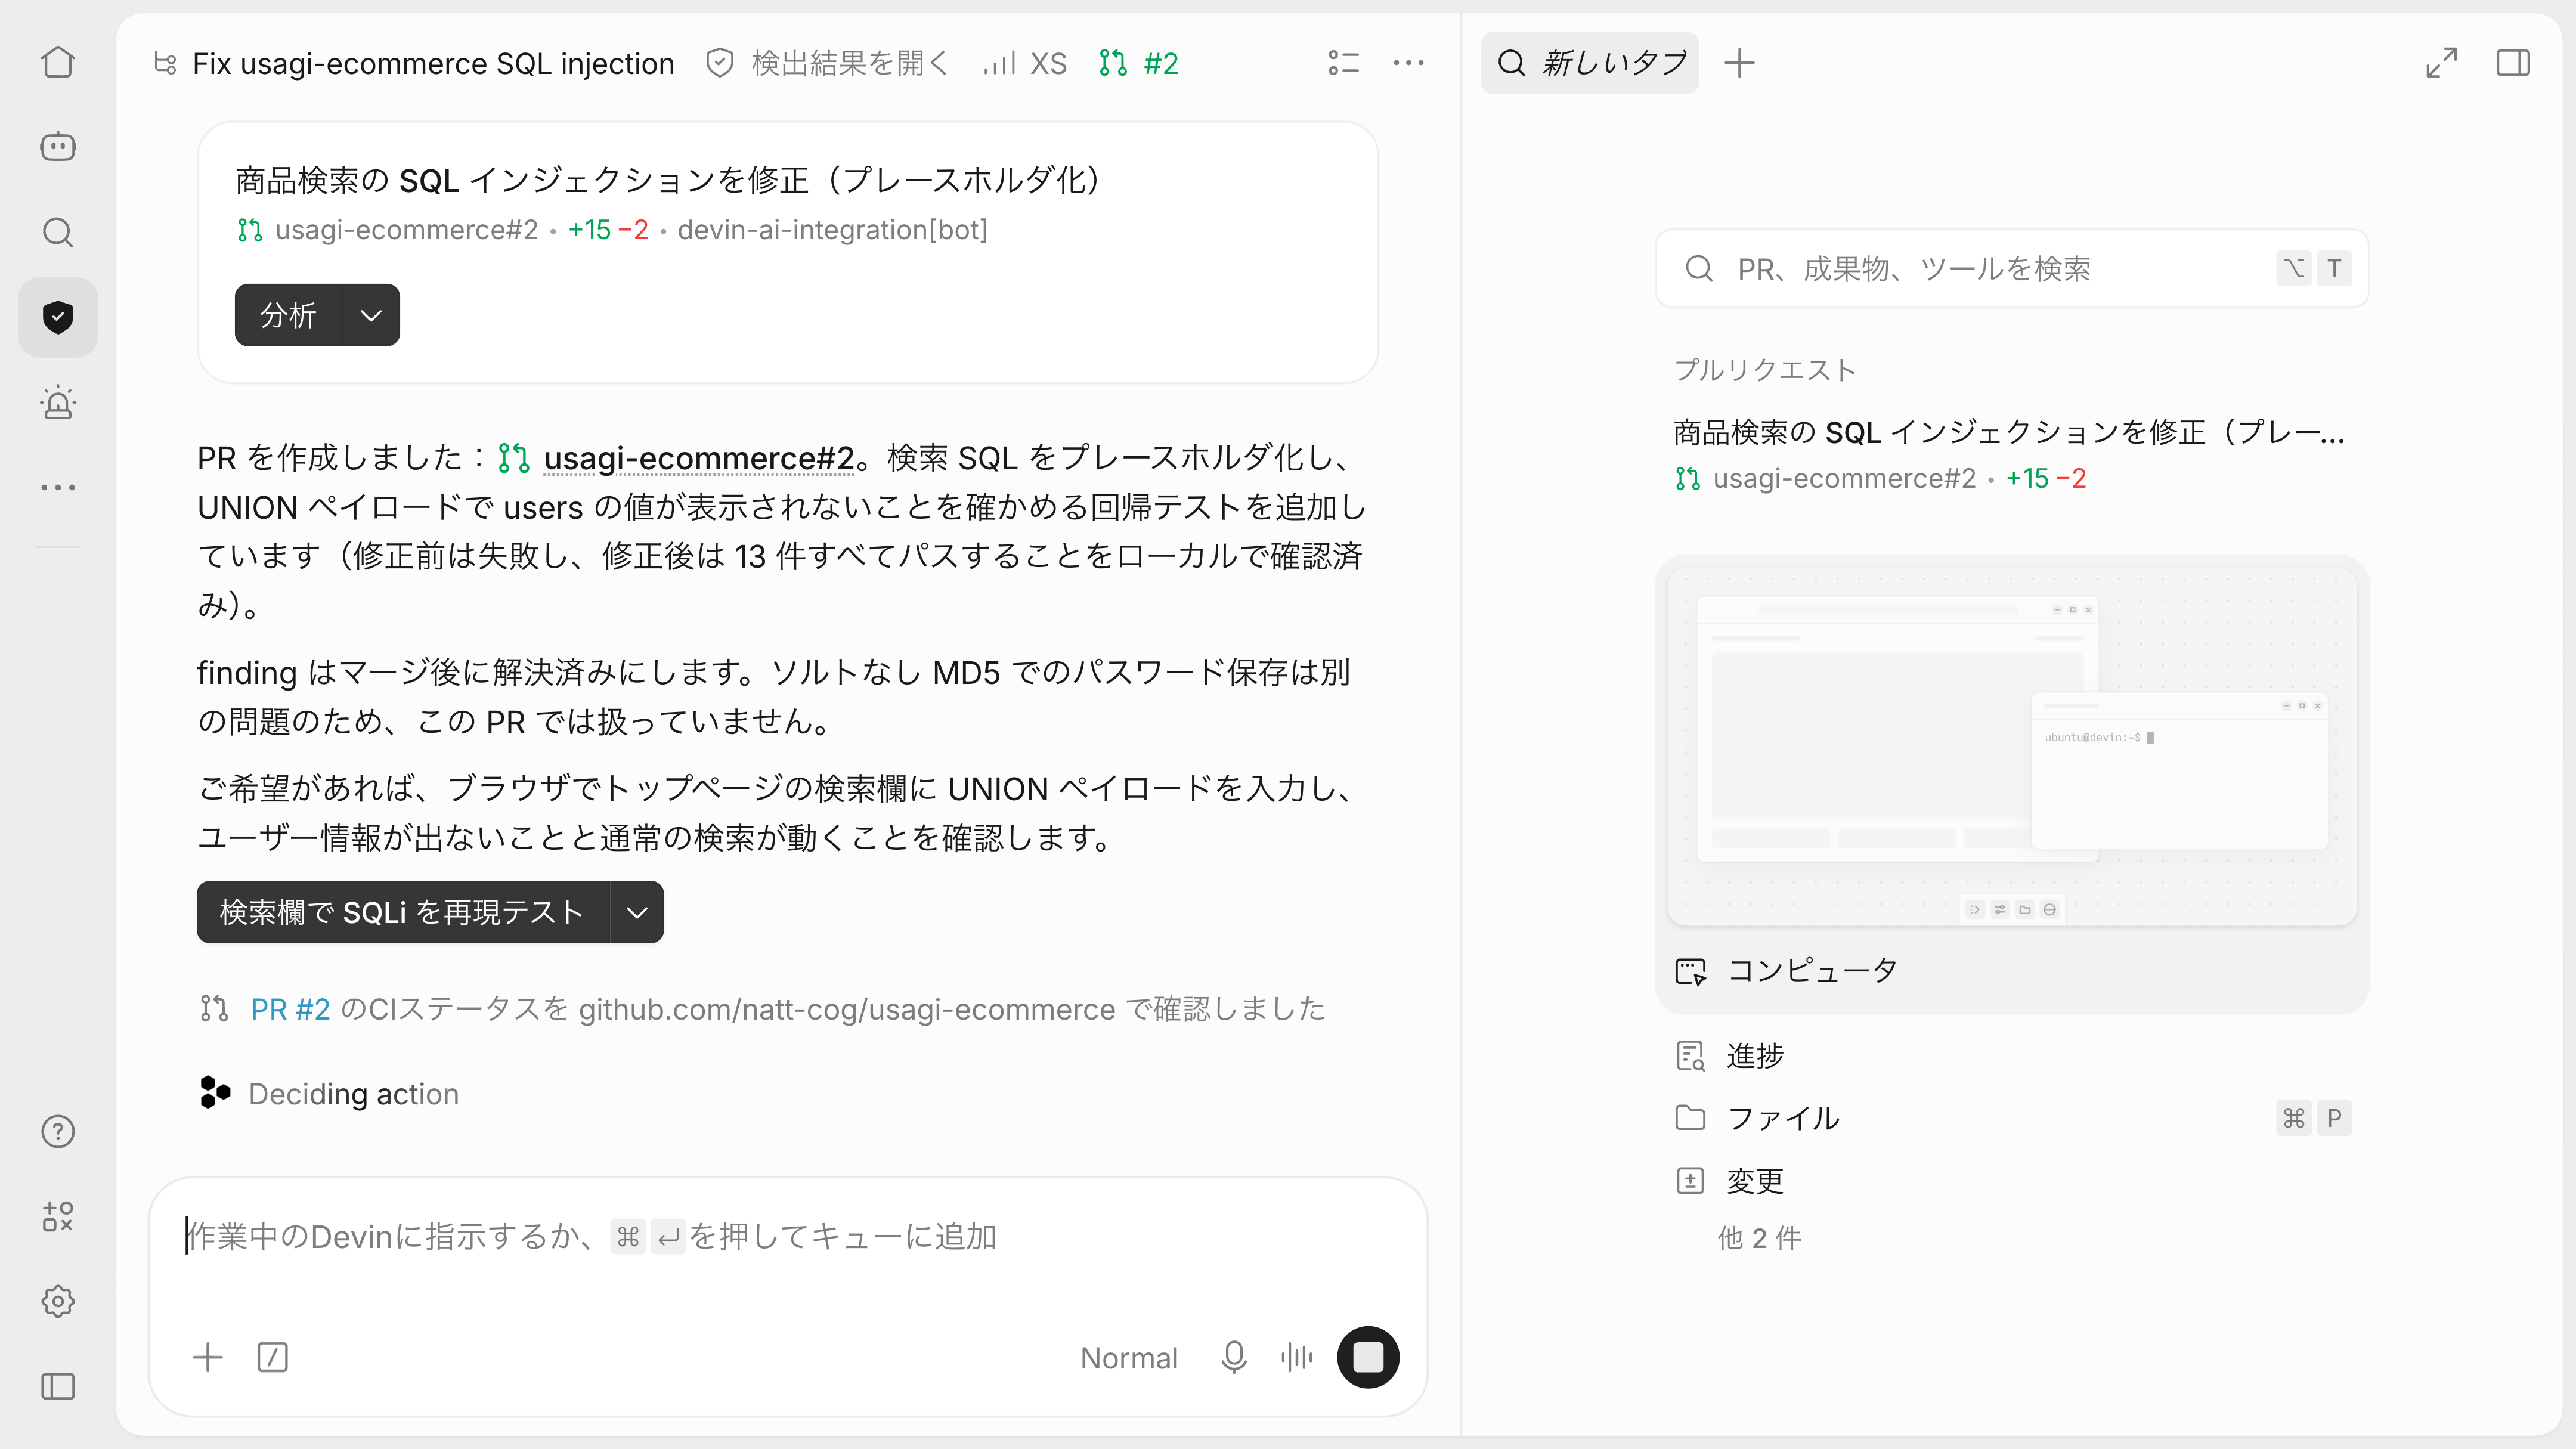 Fix usagi-ecommerce SQL injection 検出結果を開く XS #2
商品検索の SQL インジェクションを修正（プレースホルダ化）
usagi-ecommerce#2 • +15 −2 • devin-ai-integration[bot]
分析
PR を作成しました： usagi-ecommerce#2。検索 SQL をプレースホルダ化し、
UNION ペイロードで users の値が表示されないことを確かめる回帰テストを追加し
ています（修正前は失敗し、修正後は 13 件すべてパスすることをローカルで確認済
み）。
finding はマージ後に解決済みにします。ソルトなし MD5 でのパスワード保存は別
の問題のため、この PR では扱っていません。
ご希望があれば、ブラウザでトップページの検索欄に UNION ペイロードを入力し、
ユーザー情報が出ないことと通常の検索が動くことを確認します。
検索欄で SQLi を再現テスト
PR #2 のCIステータスを github.com/natt-cog/usagi-ecommerce で確認しました
Deciding action
作業中のDevinに指示するか、⌘ ↵ を押してキューに追加
Normal
新しいタブ
PR、成果物、ツールを検索 ⌥ T
プルリクエスト
商品検索の SQL インジェクションを修正（プレー...
usagi-ecommerce#2 • +15 −2
ubuntu@devin:~$
コンピュータ
進捗
ファイル ⌘ P
変更
他 2 件